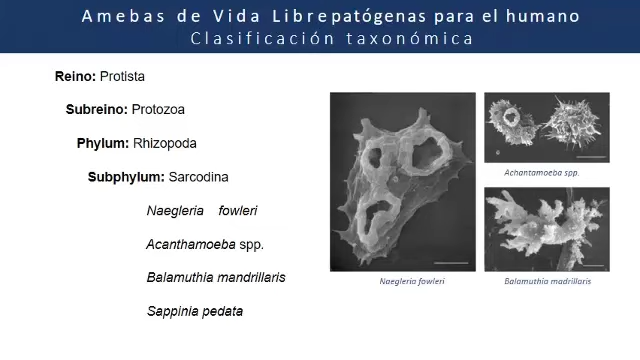 Amebas de Vida Librepatógenas para el humano
Clasificación taxonómica
Reino: Protista
Subreino: Protozoa
Phylum: Rhizopoda
Subphylum: Sarcodina
Naegleria fowleri
Acanthamoeba spp.
Balamuthia mandrillaris
Sappinia pedata
Achantamoeba spp.
Naegleria fowleri
Balamuthia madrillaris